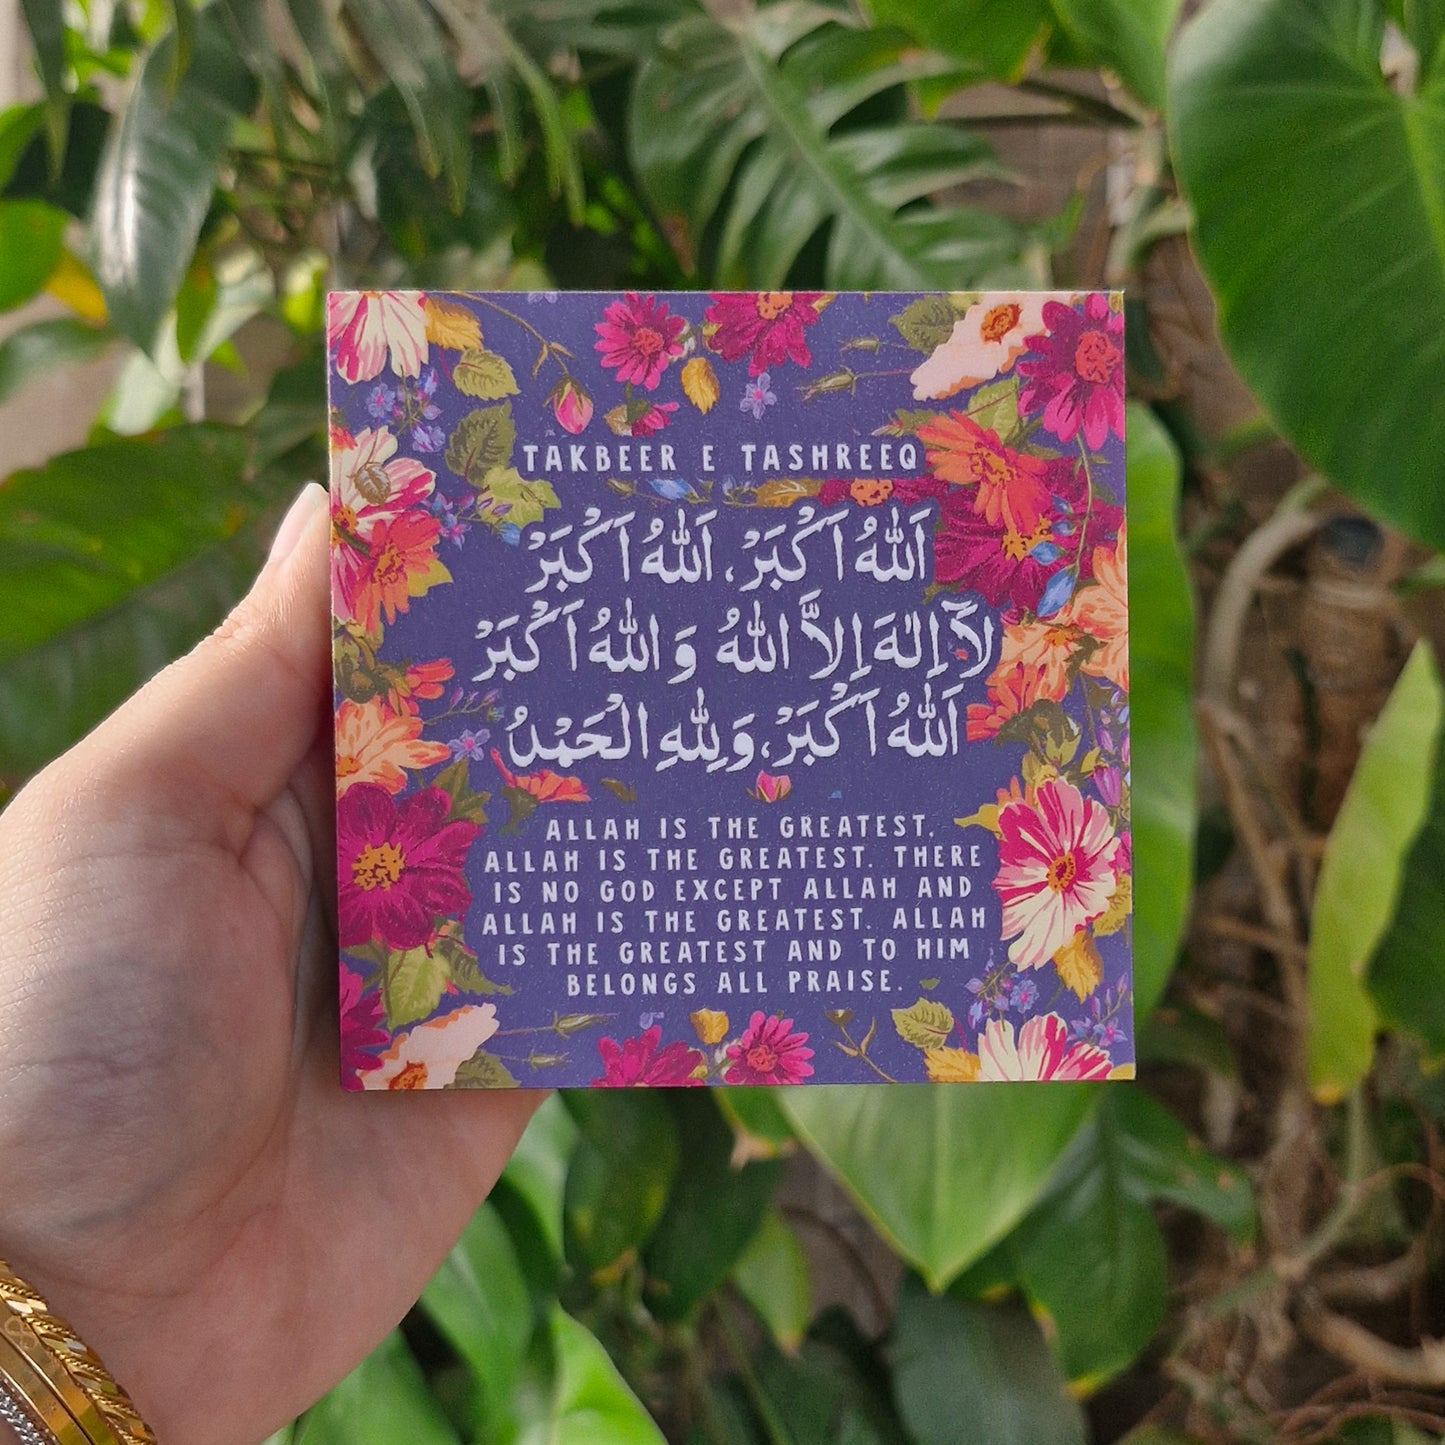 TAKBEER E TASHREEQ
اَللّٰهُ اَكْبَرْ، اَللّٰهُ اَكْبَرْ
لَآ اِلٰهَ اِلَّا اللّٰهُ وَ اللّٰهُ اَكْبَرْ
اَللّٰهُ اَكْبَرْ، وَلِلّٰهِ الْحَمْدُ
ALLAH IS THE GREATEST.
ALLAH IS THE GREATEST. THERE
IS NO GOD EXCEPT ALLAH AND
ALLAH IS THE GREATEST. ALLAH
IS THE GREATEST AND TO HIM
BELONGS ALL PRAISE.